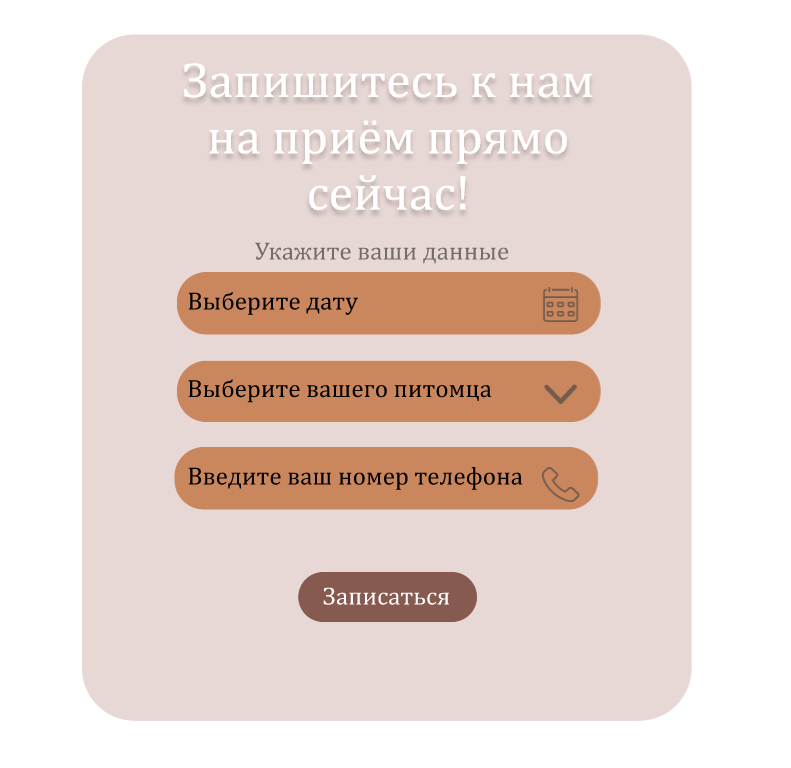 Запишитесь к нам
на приём прямо
сейчас!
Укажите ваши данные
Выберите дату
Выберите вашего питомца
Введите ваш номер телефона
Записаться